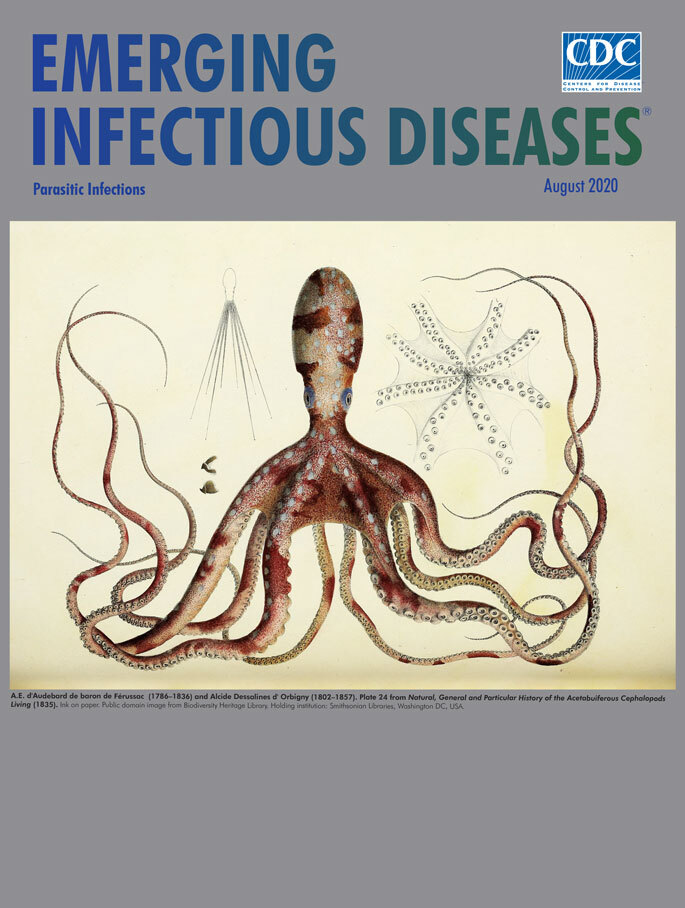 EMERGING
INFECTIOUS DISEASES®
CDC
CENTERS FOR DISEASE
CONTROL AND PREVENTION
Parasitic Infections
August 2020
A.E. d'Audebard de baron de Férussac (1786–1836) and Alcide Dessalines d' Orbigny (1802–1857). Plate 24 from Natural, General and Particular History of the Acetabuiferous Cephalopods
Living (1835). Ink on paper. Public domain image from Biodiversity Heritage Library. Holding institution: Smithsonian Libraries, Washington DC, USA.